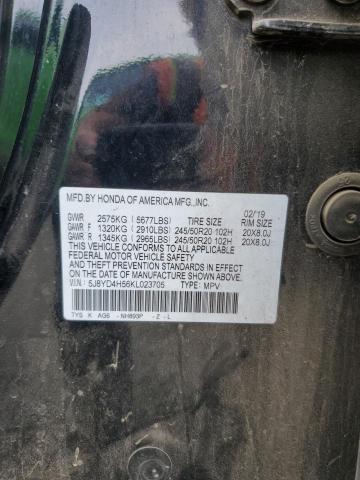 MFD.BY HONDA OF AMERICA MFG.,INC.
GVWR 2575KG (5677LBS) TIRE SIZE 02/19 RIM SIZE
GAWR F 1320KG (2910LBS) 245/50R20 102H 20X8.0J
GAWR R 1345KG (2965LBS) 245/50R20 102H 20X8.0J
THIS VEHICLE CONFORMS TO ALL APPLICABLE
FEDERAL MOTOR VEHICLE SAFETY
AND THEFT PREVENTION STANDARDS IN EFFECT
ON THE DATE OF MANUFACTURE SHOWN ABOVE.
V.I.N.: 5J8YD4H56KL023705 TYPE: MPV
TYS K AG6 -NH893P -Z -L